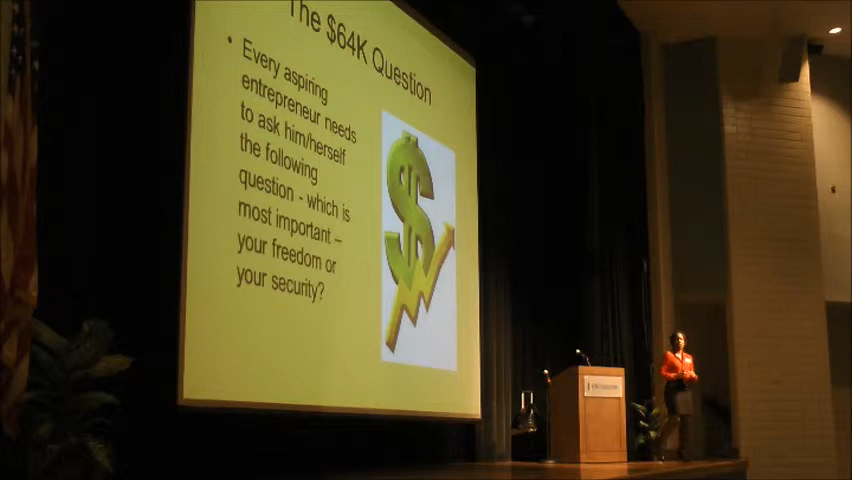 The $64K Question
• Every aspiring
entrepreneur needs
to ask him/herself
the following
question - which is
most important –
your freedom or
your security?